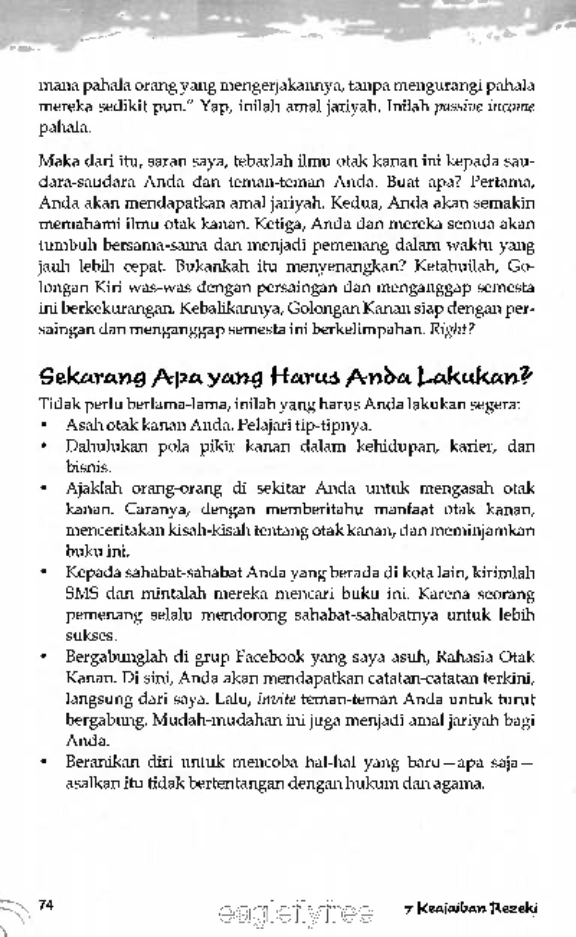 mana pahala orang yang mengerjakannya, tanpa mengurangi pahala
mereka sedikit pun." Yap, inilah amal jariyah. Inilah passive income
pahala.
Maka dari itu, saran saya, tebarlah ilmu otak kanan ini kepada sau-
dara-saudara Anda dan teman-teman Anda. Buat apa? Pertama,
Anda akan mendapatkan amal jariyah. Kedua, Anda akan semakin
memahami ilmu otak kanan. Ketiga, Anda dan mereka semua akan
tumbuh bersama-sama dan menjadi pemenang dalam waktu yang
jauh lebih cepat. Bukankah itu menyenangkan? Ketahuilah, Go-
longan Kiri was-was dengan persaingan dan menganggap semesta
ini berkekurangan. Kebalikannya, Golongan Kanan siap dengan per-
saingan dan menganggap semesta ini berkelimpahan. Right?
Sekarang Apa yang Harus Anda Lakukan?
Tidak perlu berlama-lama, inilah yang harus Anda lakukan segera:
• Asah otak kanan Anda. Pelajari tip-tipnya.
• Dahulukan pola pikir kanan dalam kehidupan, karier, dan
bisnis.
• Ajaklah orang-orang di sekitar Anda untuk mengasah otak
kanan. Caranya, dengan memberitahu manfaat otak kanan,
menceritakan kisah-kisah tentang otak kanan, dan meminjamkan
buku ini.
• Kepada sahabat-sahabat Anda yang berada di kota lain, kirimlah
SMS dan mintalah mereka mencari buku ini. Karena seorang
pemenang selalu mendorong sahabat-sahabatnya untuk lebih
sukses.
• Bergabunglah di grup Facebook yang saya asuh, Rahasia Otak
Kanan. Di sini, Anda akan mendapatkan catatan-catatan terkini,
langsung dari saya. Lalu, invite teman-teman Anda untuk turut
bergabung. Mudah-mudahan ini juga menjadi amal jariyah bagi
Anda.
• Beranikan diri untuk mencoba hal-hal yang baru—apa saja—
asalkan itu tidak bertentangan dengan hukum dan agama.
74
eagleflyfree
7 Keajaiban Rezeki